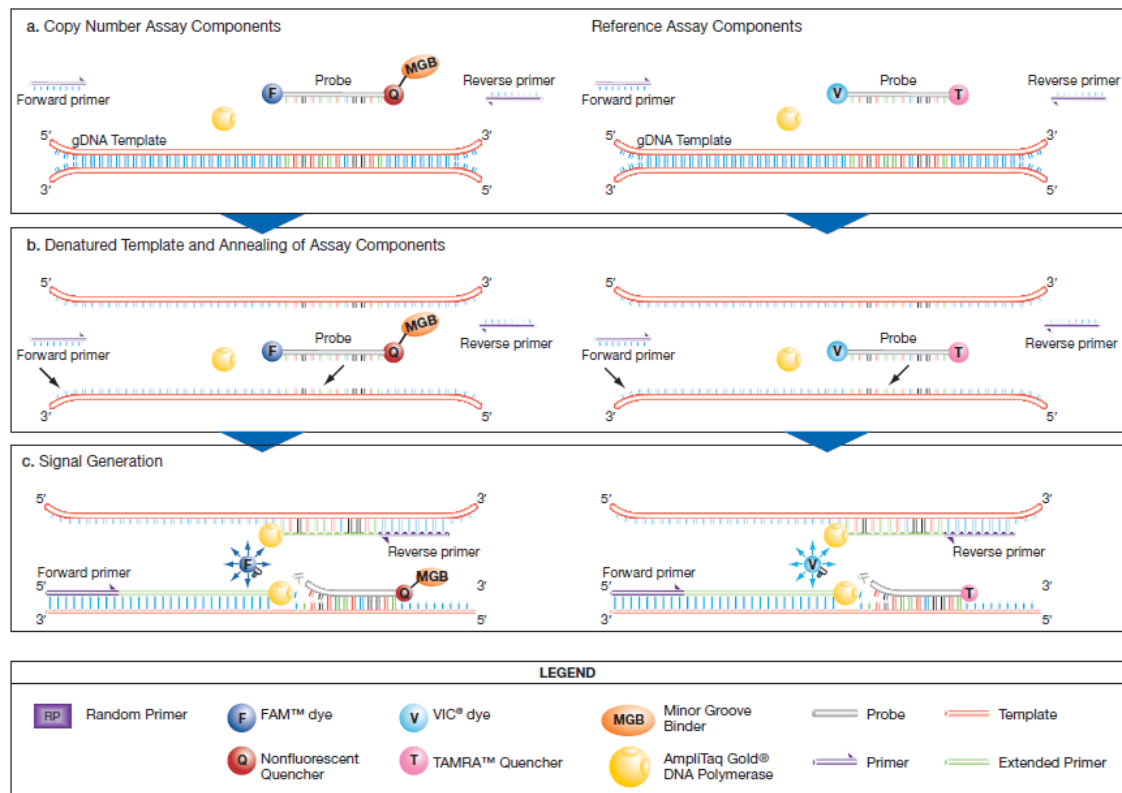 a. Copy Number Assay Components
Reference Assay Components
Forward primer
F
Probe
Q
MGB
Reverse primer
Forward primer
V
Probe
T
Reverse primer
5′
gDNA Template
3′
3′
5′
5′
gDNA Template
3′
3′
5′
b. Denatured Template and Annealing of Assay Components
5′
3′
5′
3′
Forward primer
F
Probe
Q
MGB
Reverse primer
Forward primer
V
Probe
T
Reverse primer
3′
5′
3′
5′
c. Signal Generation
5′
3′
5′
3′
Reverse primer
Reverse primer
Forward primer
F
Q
MGB
Forward primer
V
T
5′
3′
3′
5′
5′
3′
3′
5′
LEGEND
RP Random Primer
F FAM™ dye
V VIC® dye
MGB Minor Groove
Binder
Probe
Template
Q Nonfluorescent
Quencher
T TAMRA™ Quencher
AmpliTaq Gold®
DNA Polymerase
Primer
Extended Primer